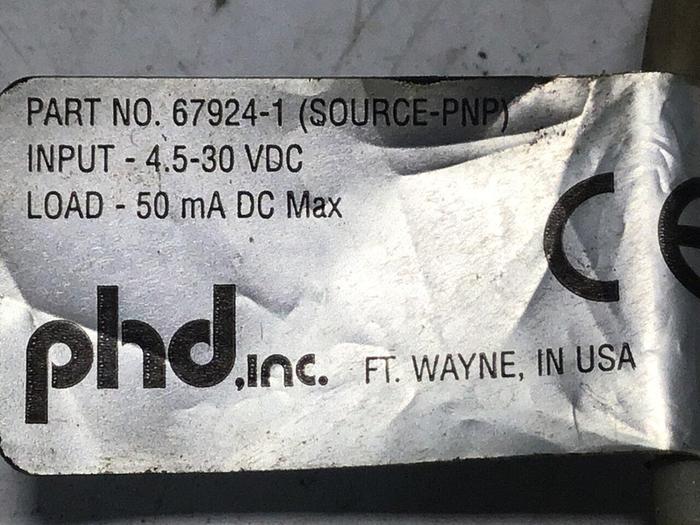 PART NO. 67924-1 (SOURCE-PNP)
INPUT - 4.5-30 VDC
LOAD - 50 mA DC Max
CE
phd,inc. FT. WAYNE, IN USA